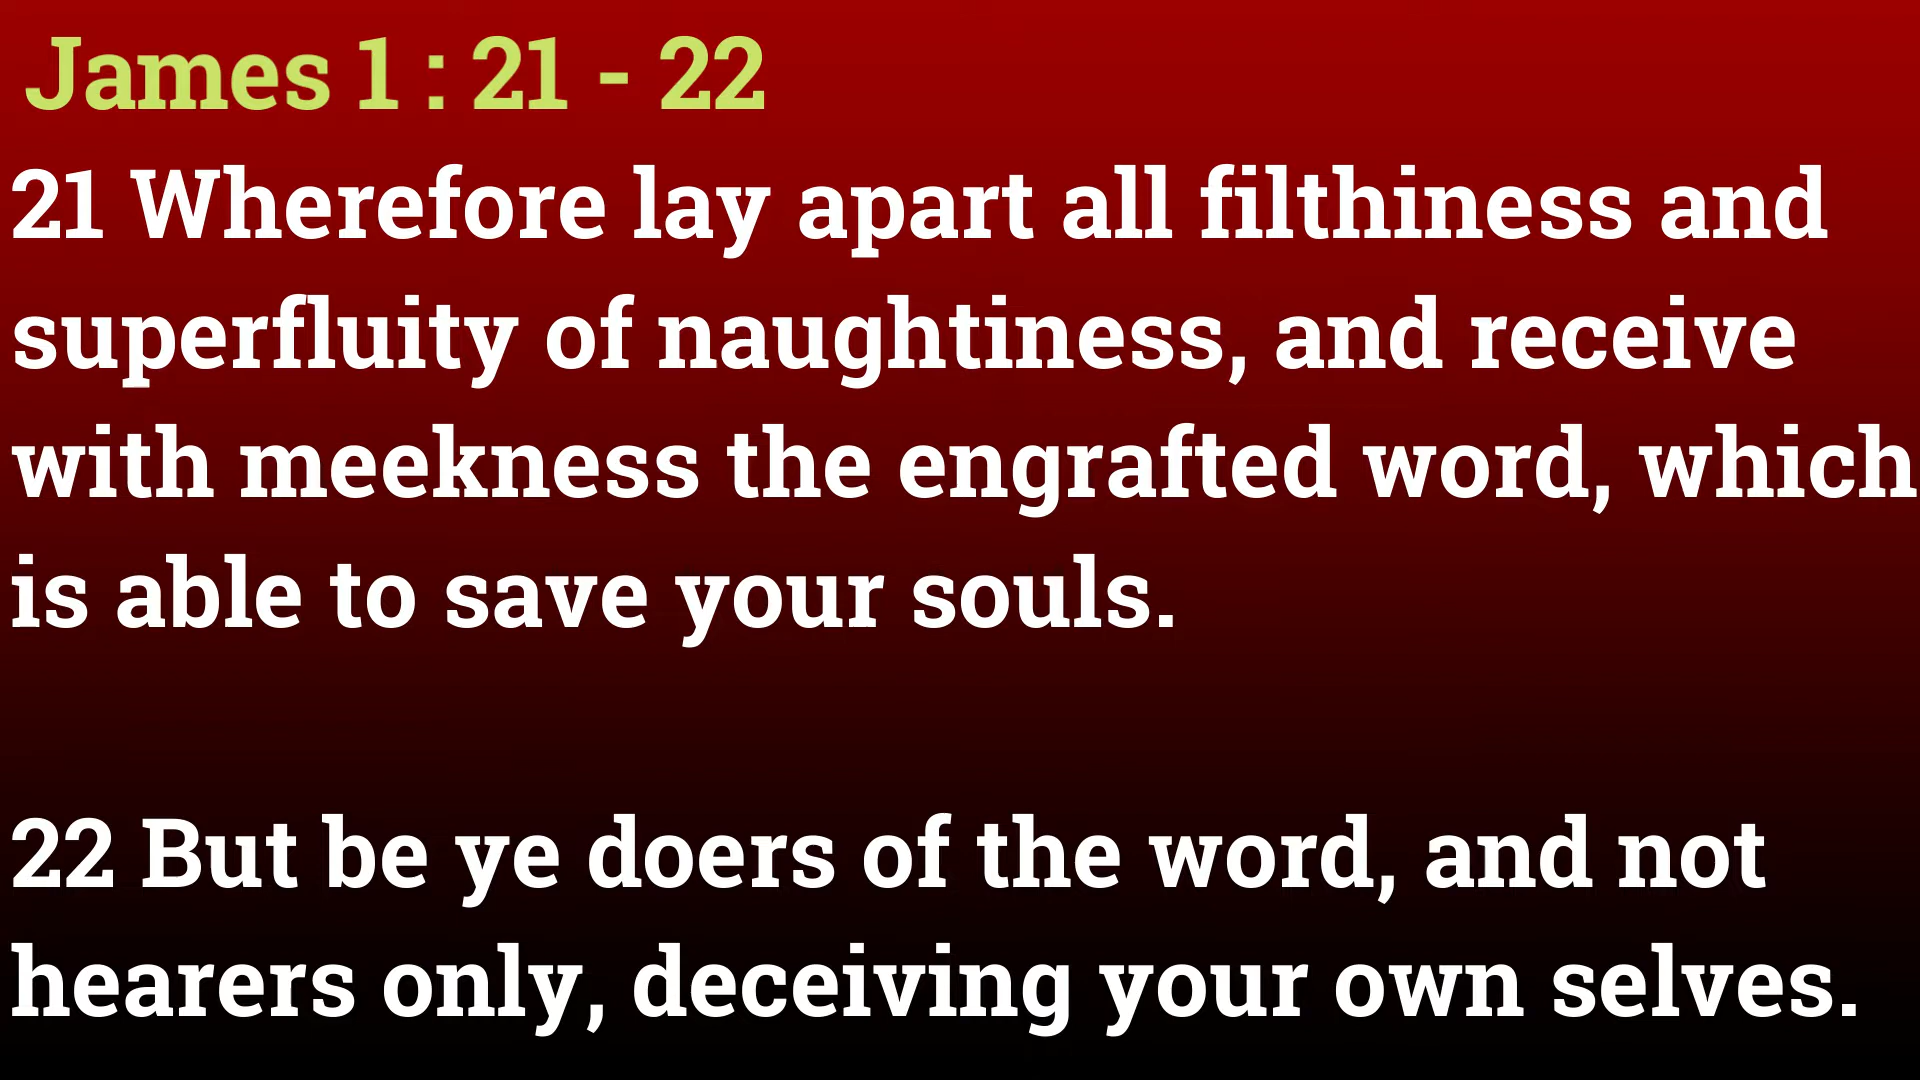 James 1 : 21 - 22
21 Wherefore lay apart all filthiness and
superfluity of naughtiness, and receive
with meekness the engrafted word, which
is able to save your souls.
22 But be ye doers of the word, and not
hearers only, deceiving your own selves.